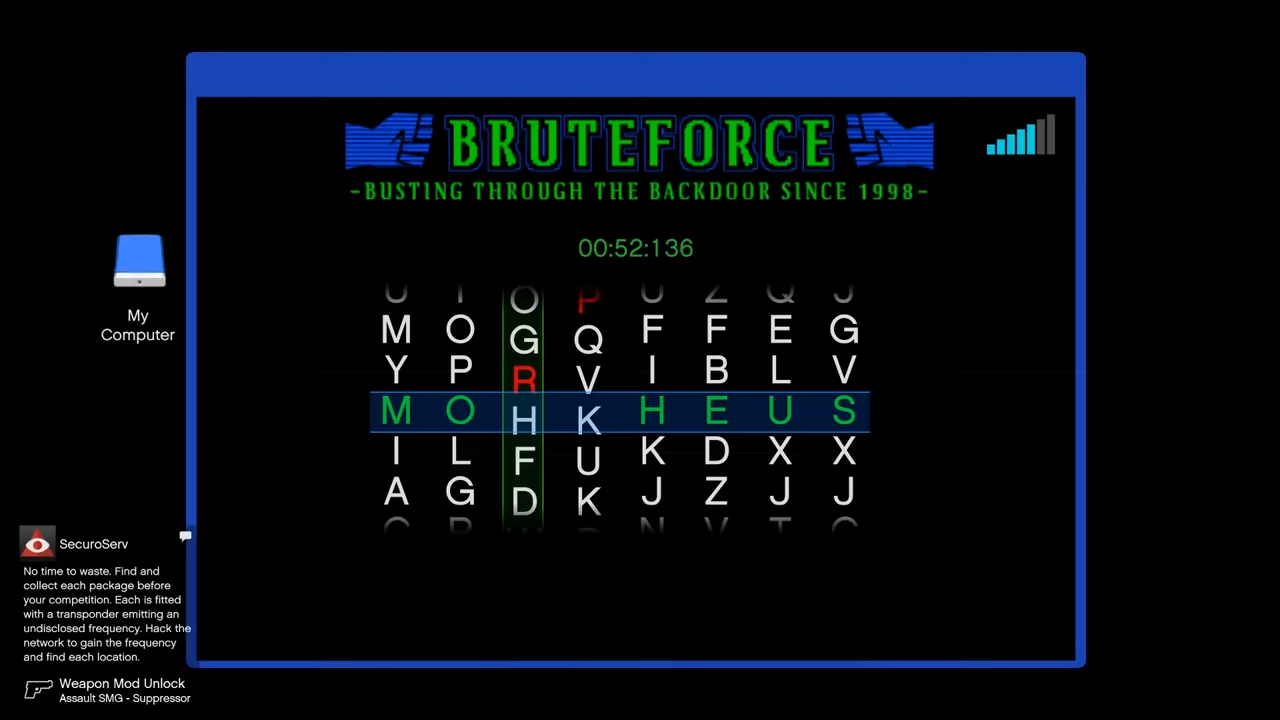 BRUTEFORCE
-BUSTING THROUGH THE BACKDOOR SINCE 1998-
00:52:136
U I O P U Z Q J
M O G Q F F E G
Y P R V I B L V
M O H K H E U S
I L F U K D X X
A G D K J Z J J
My
Computer
SecuroServ
No time to waste. Find and
collect each package before
your competition. Each is fitted
with a transponder emitting an
undisclosed frequency. Hack the
network to gain the frequency
and find each location.
Weapon Mod Unlock
Assault SMG - Suppressor